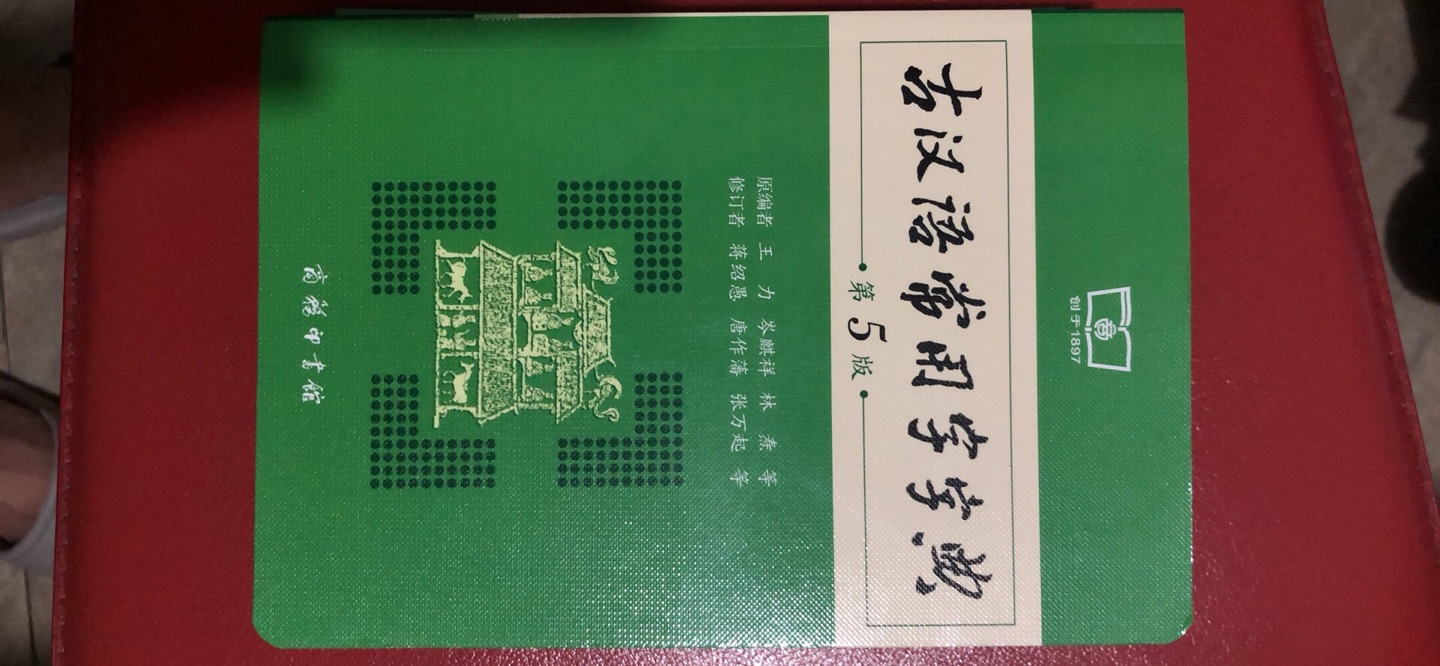 创于1897
古汉语常用字字典
第5版
原编者 王力 岑麒祥 林焘 等
修订者 蒋绍愚 唐作藩 张万起 等
商务印书馆